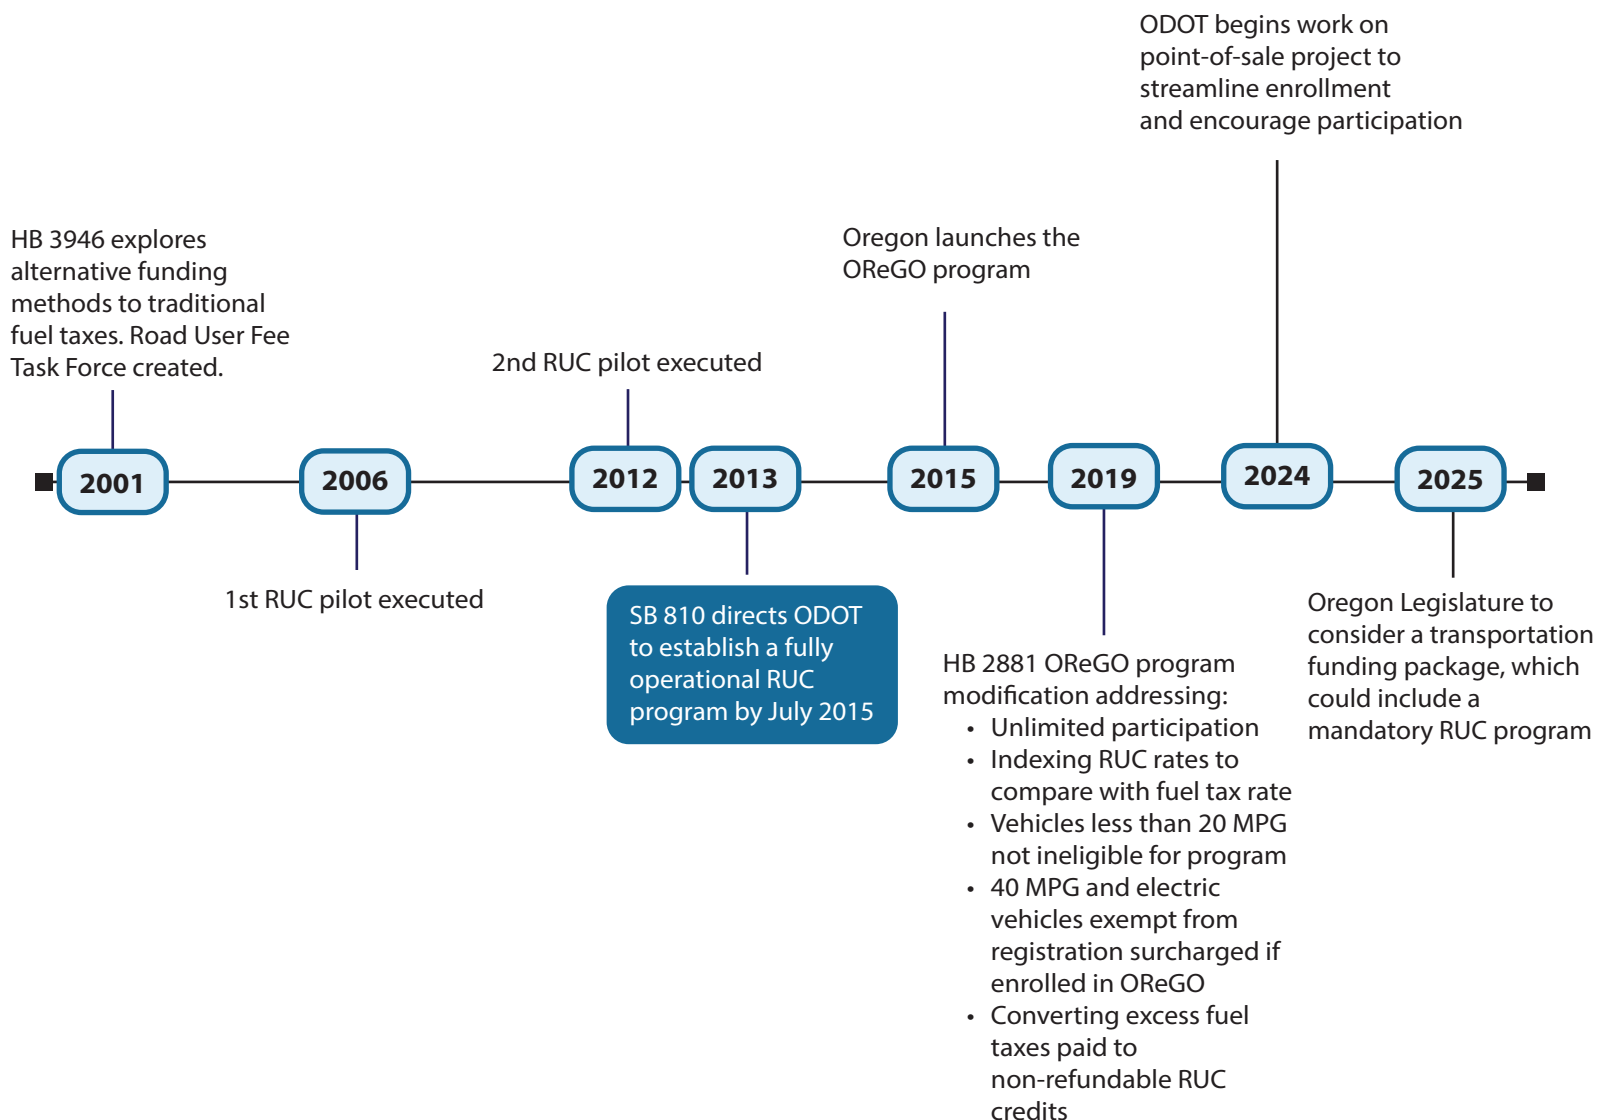 HB 3946 explores
alternative funding
methods to traditional
fuel taxes. Road User Fee
Task Force created.
2001
2006
1st RUC pilot executed
2nd RUC pilot executed
2012
2013
SB 810 directs ODOT
to establish a fully
operational RUC
program by July 2015
Oregon launches the
OReGO program
2015
2019
HB 2881 OReGO program
modification addressing:
• Unlimited participation
• Indexing RUC rates to
compare with fuel tax rate
• Vehicles less than 20 MPG
not ineligible for program
• 40 MPG and electric
vehicles exempt from
registration surcharged if
enrolled in OReGO
• Converting excess fuel
taxes paid to
non-refundable RUC
credits
ODOT begins work on
point-of-sale project to
streamline enrollment
and encourage participation
2024
2025
Oregon Legislature to
consider a transportation
funding package, which
could include a
mandatory RUC program